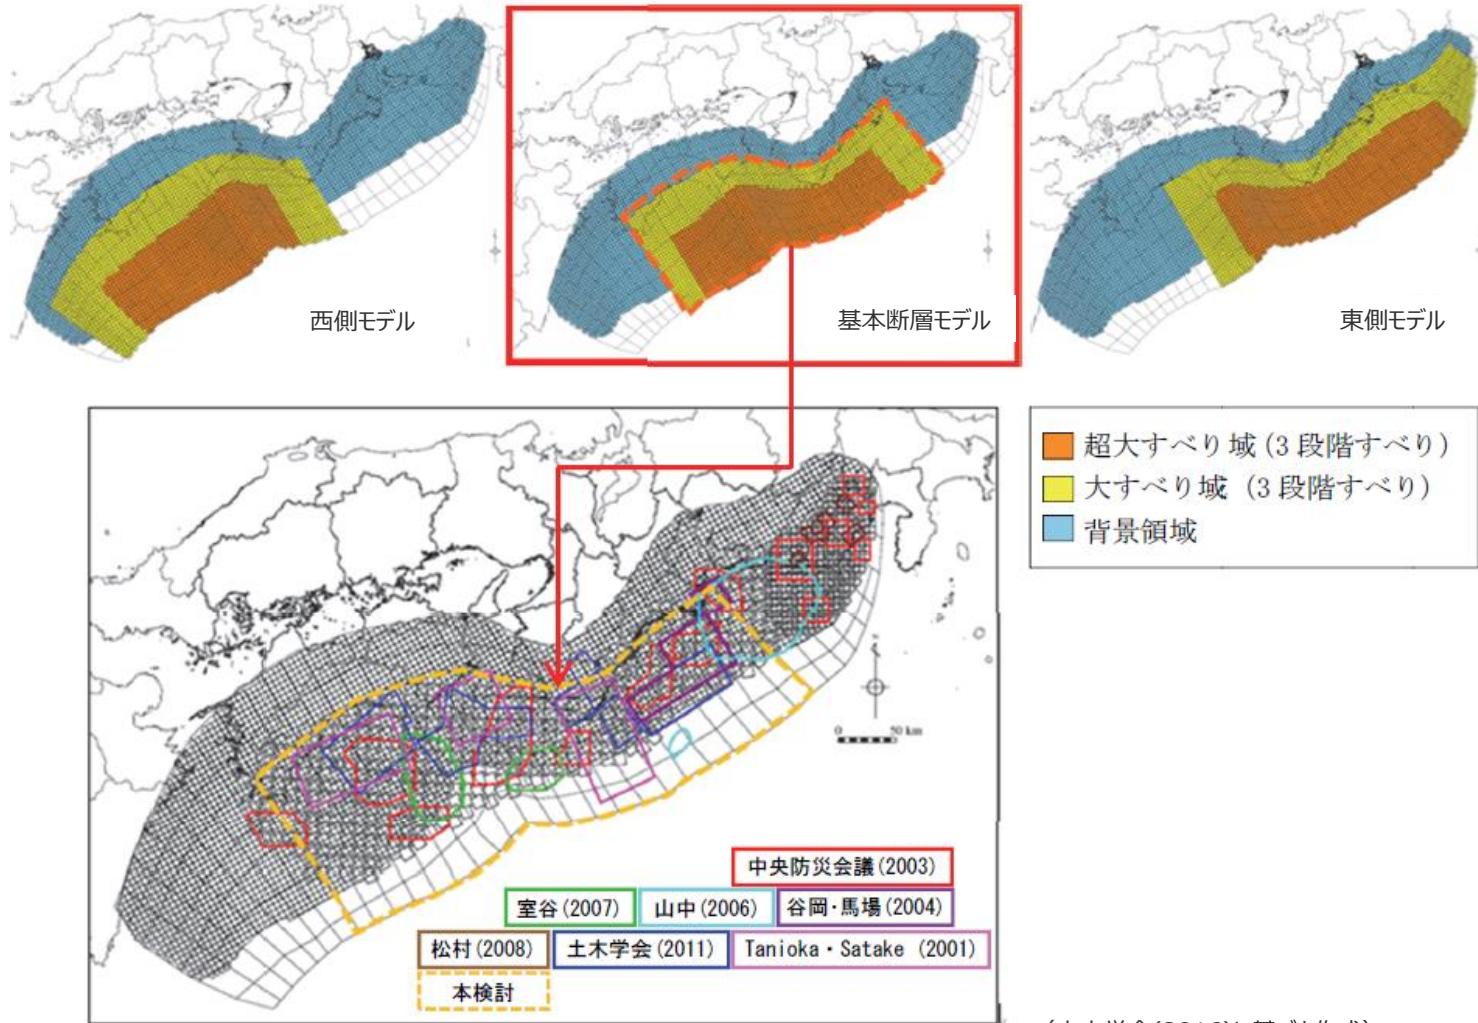 西側モデル
基本断層モデル
東側モデル
超大すべり域(3段階すべり)
大すべり域 (3段階すべり)
背景領域
0 50 km
中央防災会議(2003)
室谷(2007)
山中(2006)
谷岡・馬場(2004)
松村(2008)
土木学会(2011)
Tanioka・Satake (2001)
本検討